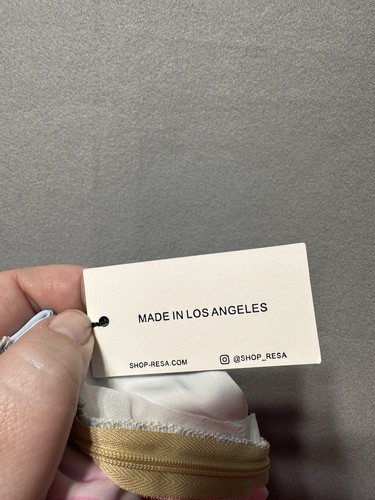 MADE IN LOS ANGELES
SHOP-RESA.COM @SHOP_RESA